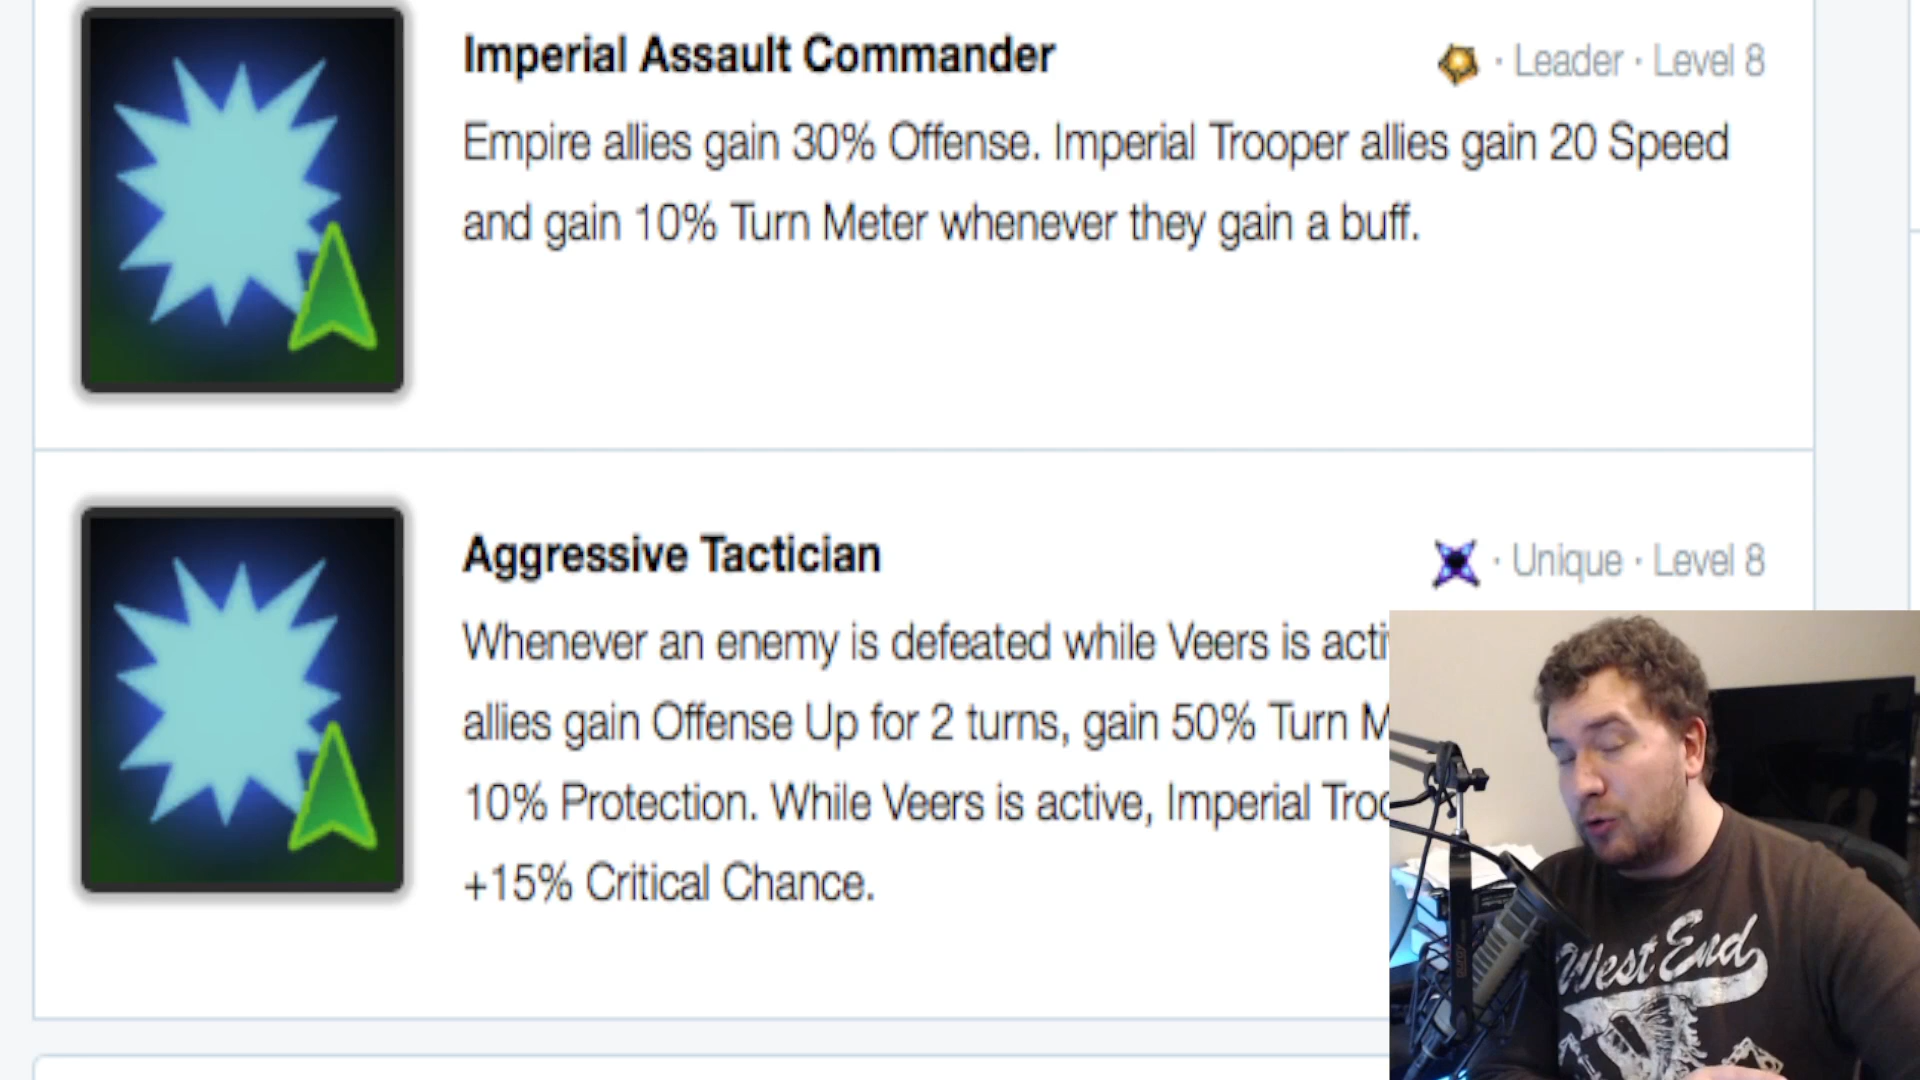 Imperial Assault Commander
· Leader · Level 8
Empire allies gain 30% Offense. Imperial Trooper allies gain 20 Speed
and gain 10% Turn Meter whenever they gain a buff.
Aggressive Tactician
· Unique · Level 8
Whenever an enemy is defeated while Veers is
allies gain Offense Up for 2 turns, gain 50% Turn
10% Protection. While Veers is active, Imperial
+15% Critical Chance.
West End